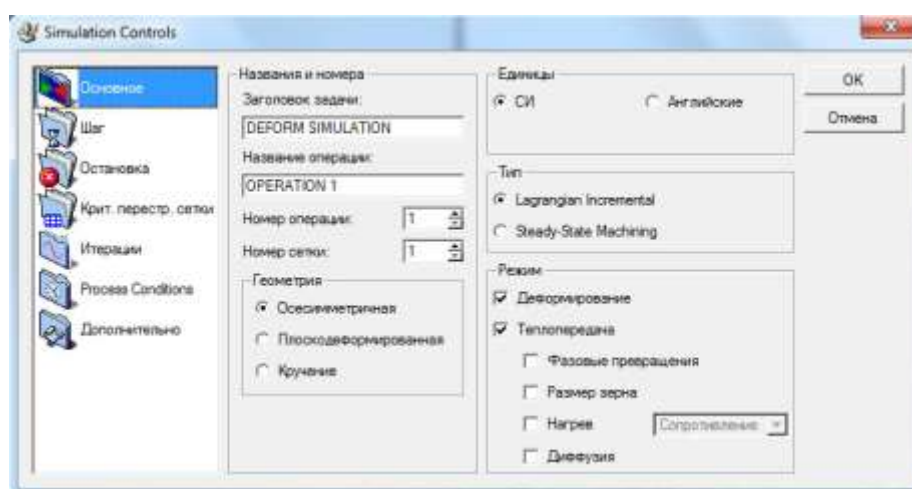 Simulation Controls
Основное
Шаг
Остановка
Крит. перестр. сетки
Итерации
Process Conditions
Дополнительно
Названия и номера
Заголовок задачи:
DEFORM SIMULATION
Название операции:
OPERATION 1
Номер операции: 1
Номер сетки: 1
Геометрия
Осесимметричная
Плоскодеформированная
Кручение
Единицы
СИ Английские
Тип
Lagrangian Incremental
Steady-State Machining
Режим
Деформирование
Теплопередача
Фазовые превращения
Размер зерна
Нагрев Сопротивление
Диффузия
OK
Отмена